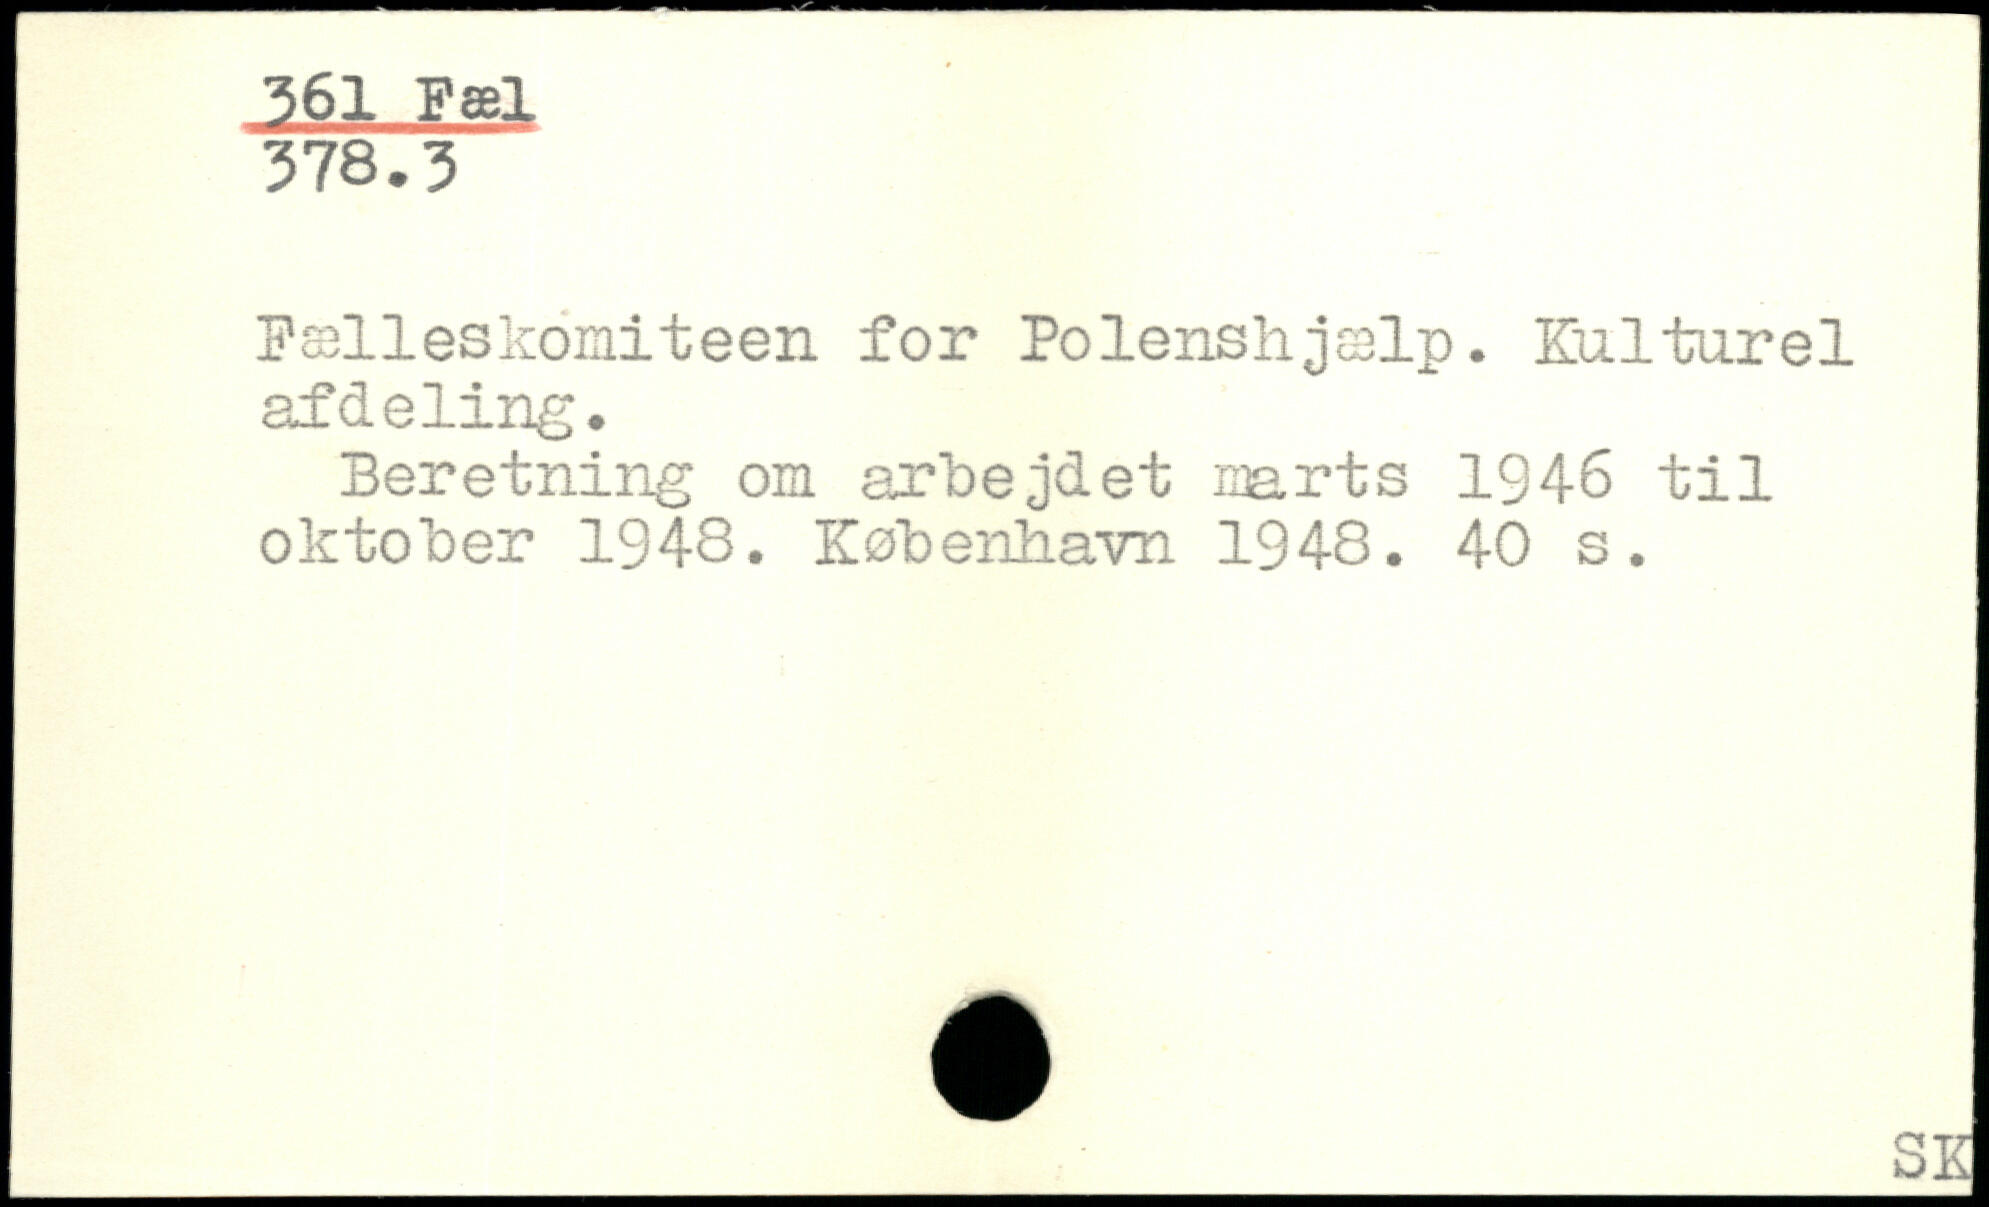 361 Fæl
378.3
Fælleskomiteen for Polenshjælp. Kulturel
afdeling.
Beretning om arbejdet marts 1946 til
oktober 1948. København 1948. 40 s.
SK